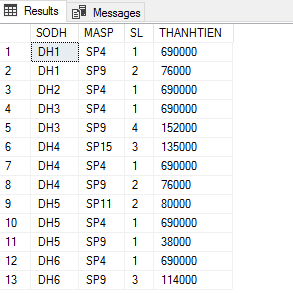 Results Messages
SODH MASP SL THANHTIEN
1 DH1 SP4 1 690000
2 DH1 SP9 2 76000
3 DH2 SP4 1 690000
4 DH3 SP4 1 690000
5 DH3 SP9 4 152000
6 DH4 SP15 3 135000
7 DH4 SP4 1 690000
8 DH4 SP9 2 76000
9 DH5 SP11 2 80000
10 DH5 SP4 1 690000
11 DH5 SP9 1 38000
12 DH6 SP4 1 690000
13 DH6 SP9 3 114000